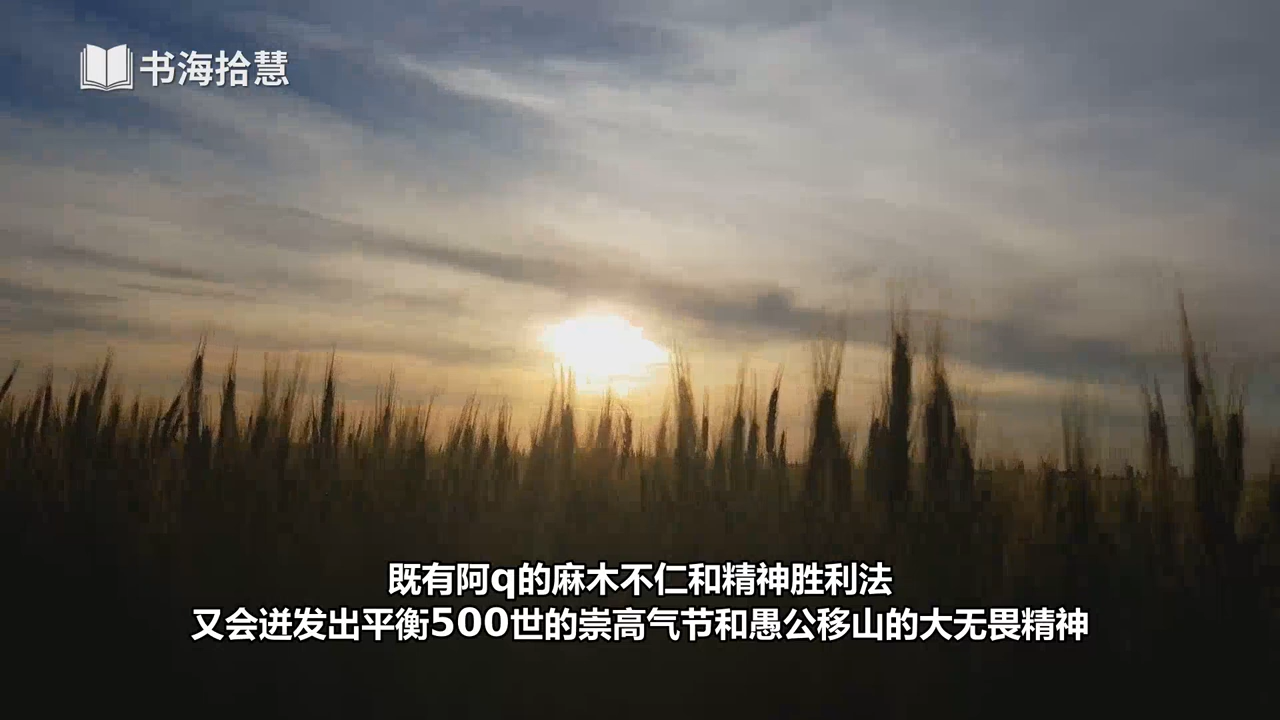 书海拾慧
既有阿q的麻木不仁和精神胜利法
又会迸发出平衡500世的崇高气节和愚公移山的大无畏精神